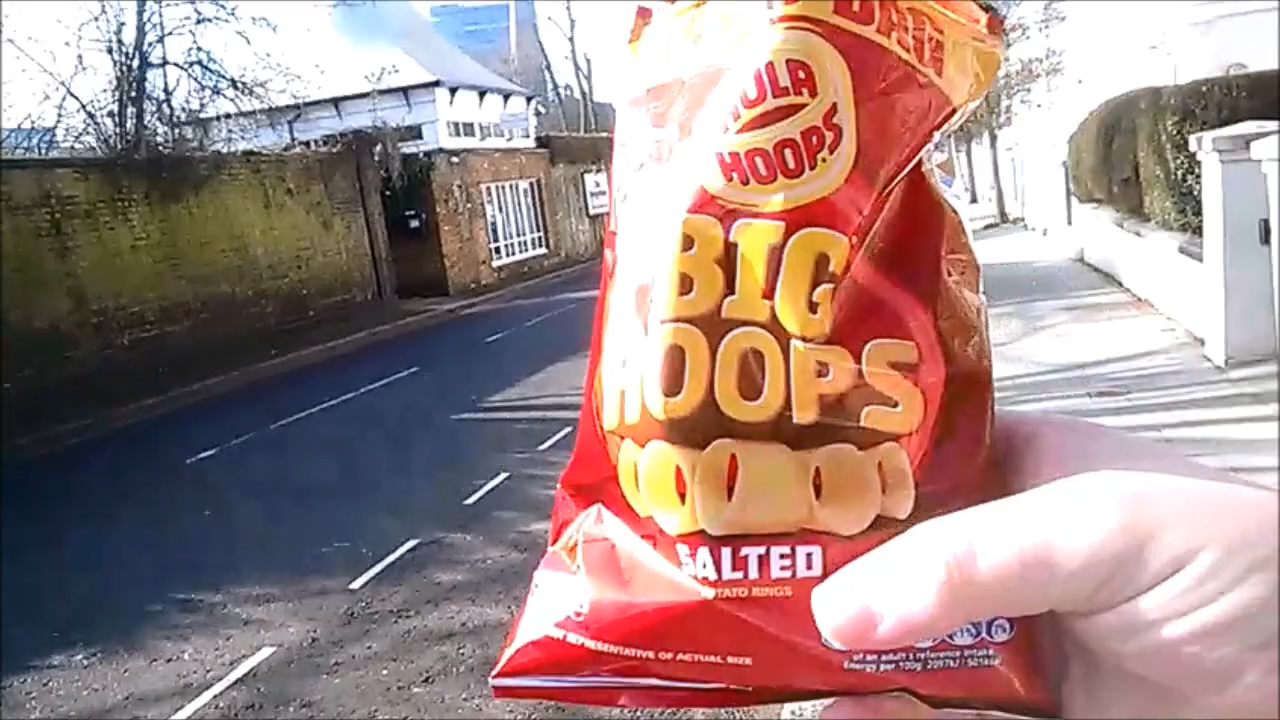 HULA
HOOPS
BIG
HOOPS
SALTED
POTATO RINGS
REPRESENTATIVE OF ACTUAL SIZE
of an adult's reference intake.
Energy per 100g: 2097kJ /